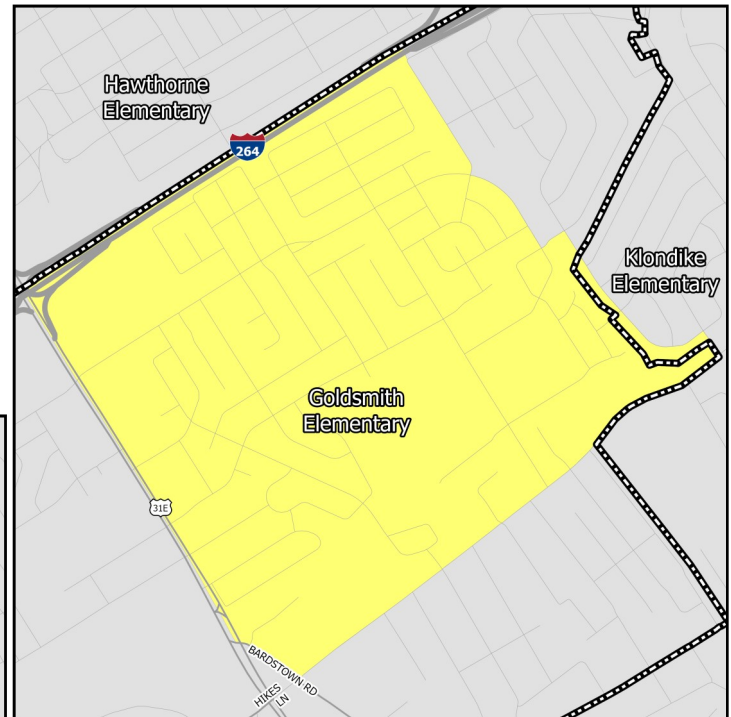 Hawthorne
Elementary
264
Klondike
Elementary
Goldsmith
Elementary
31E
BARDSTOWN RD
HIKES
LN